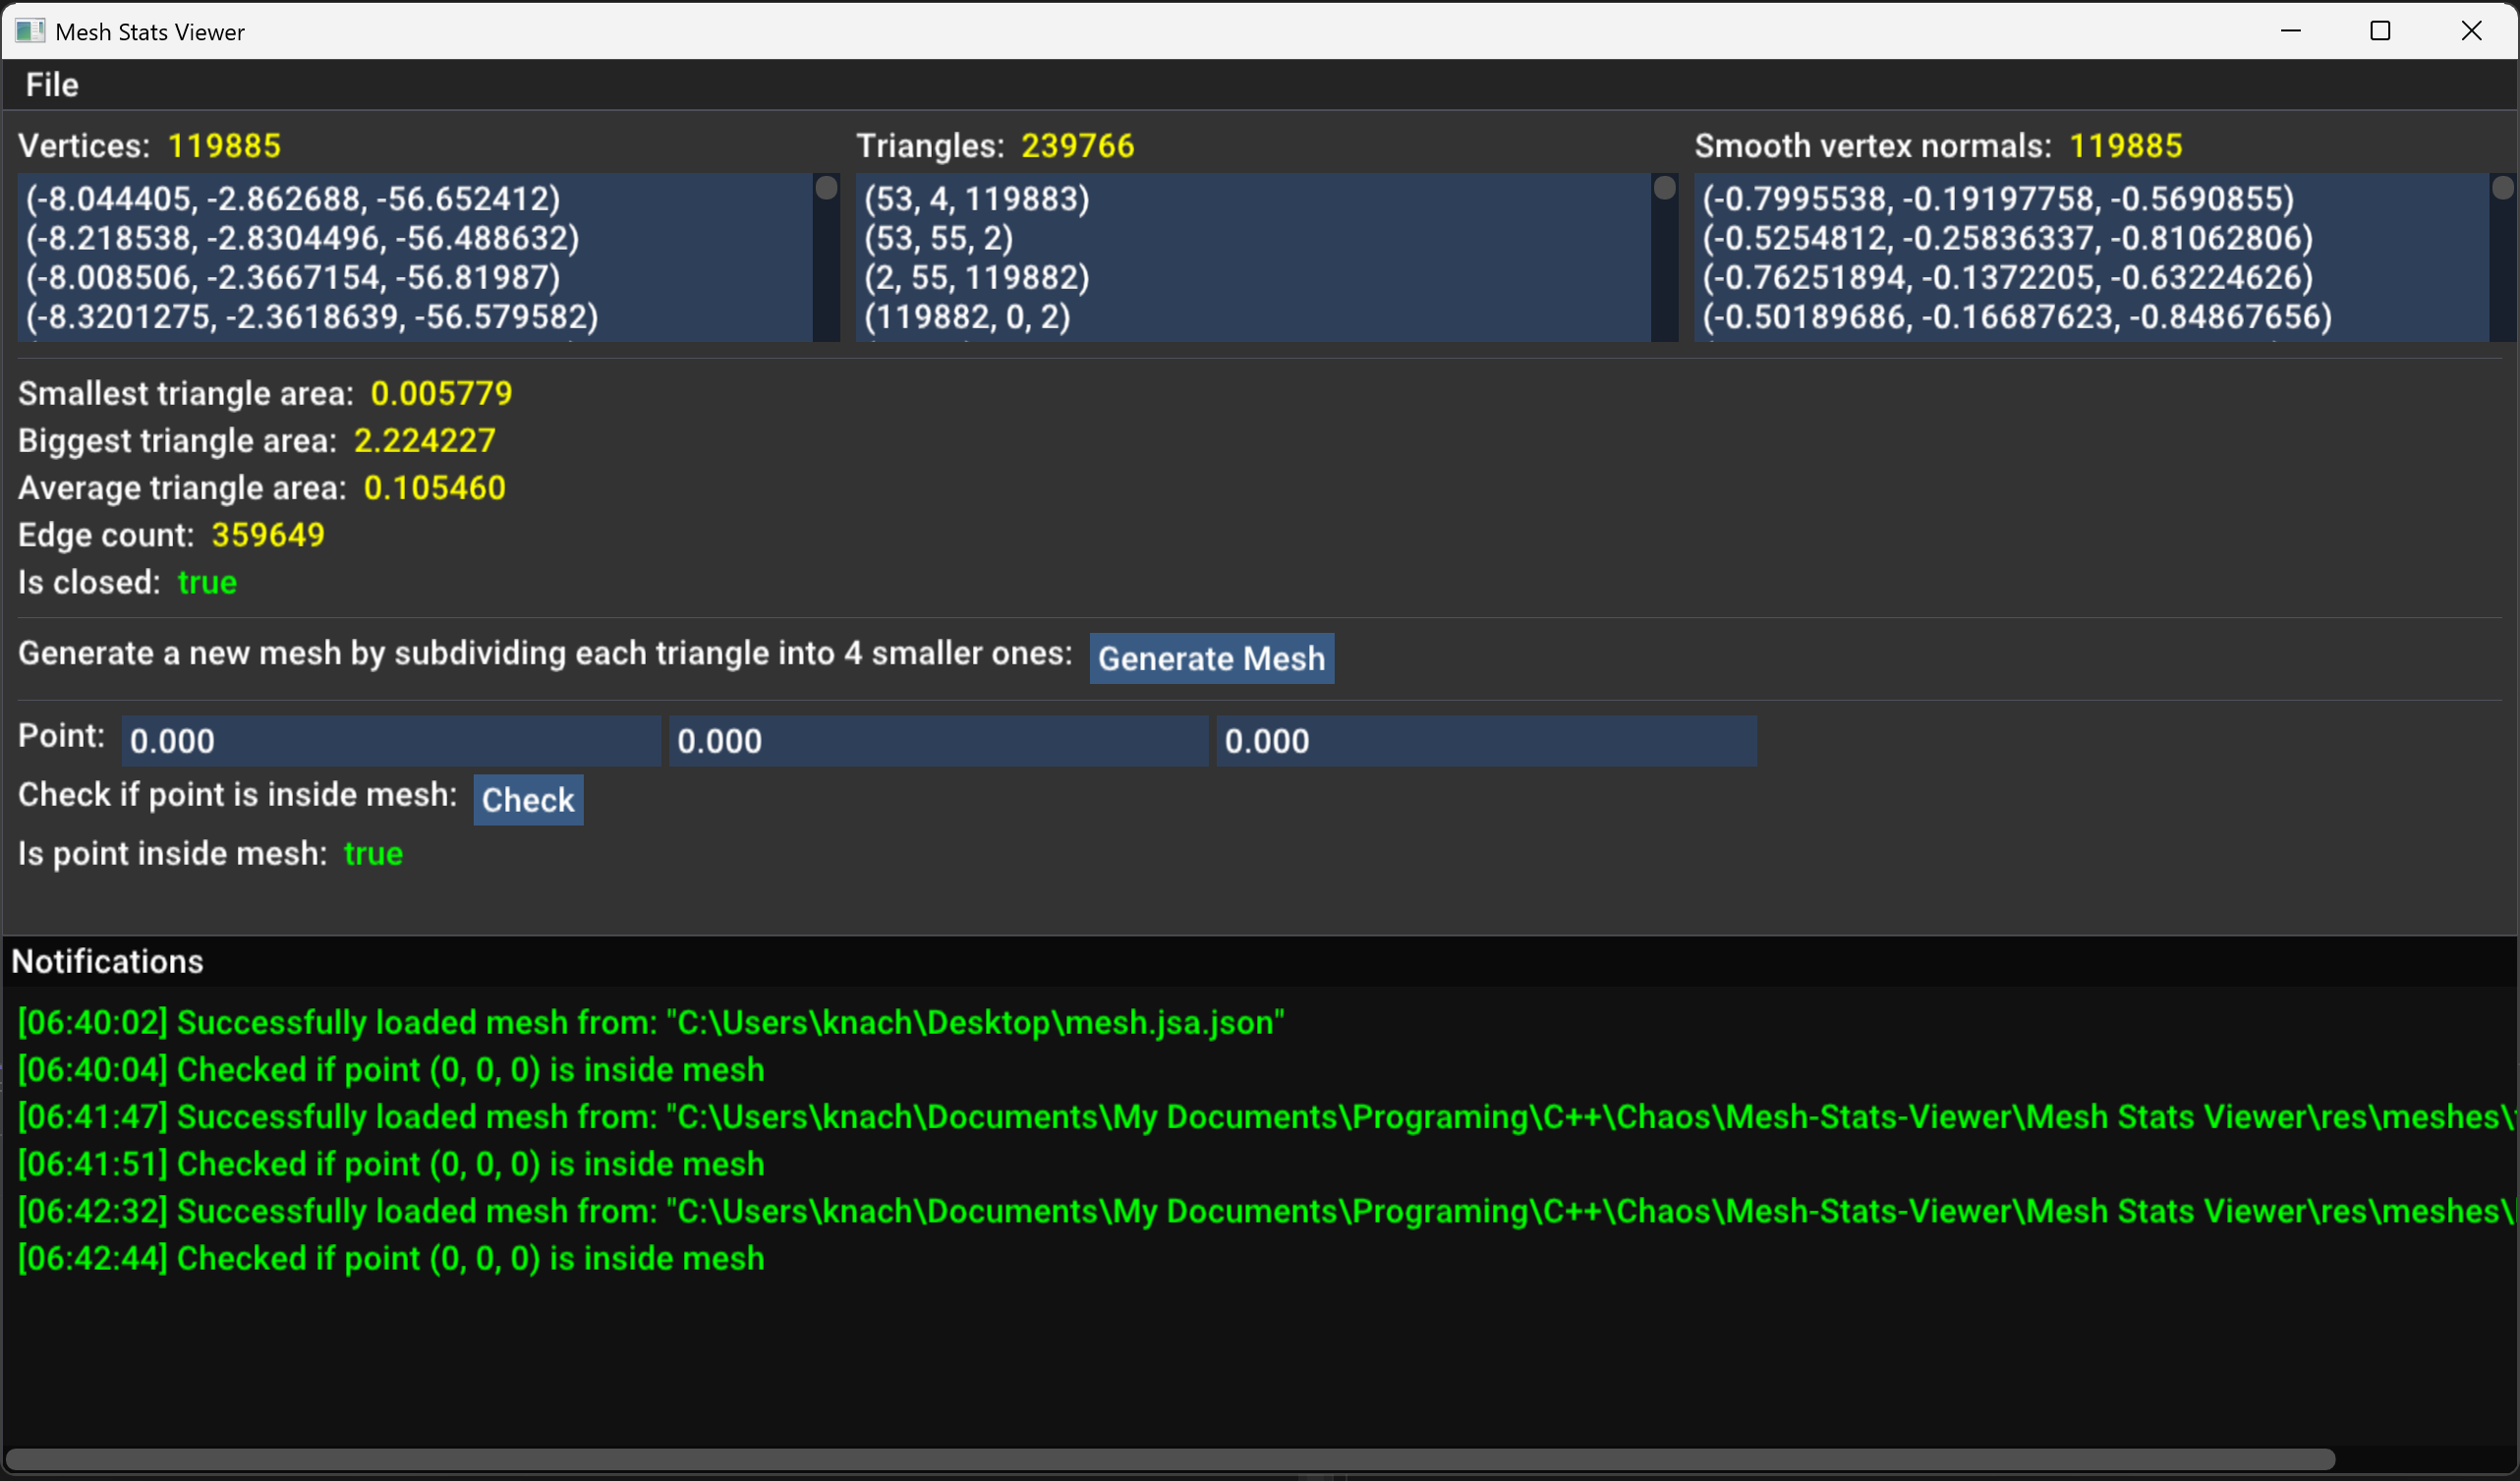 Mesh Stats Viewer
File
Vertices: 119885
(-8.044405, -2.862688, -56.652412)
(-8.218538, -2.8304496, -56.488632)
(-8.008506, -2.3667154, -56.81987)
(-8.3201275, -2.3618639, -56.579582)
Triangles: 239766
(53, 4, 119883)
(53, 55, 2)
(2, 55, 119882)
(119882, 0, 2)
Smooth vertex normals: 119885
(-0.7995538, -0.19197758, -0.5690855)
(-0.5254812, -0.25836337, -0.81062806)
(-0.76251894, -0.1372205, -0.63224626)
(-0.50189686, -0.16687623, -0.84867656)
Smallest triangle area: 0.005779
Biggest triangle area: 2.224227
Average triangle area: 0.105460
Edge count: 359649
Is closed: true
Generate a new mesh by subdividing each triangle into 4 smaller ones: Generate Mesh
Point: 0.000 0.000 0.000
Check if point is inside mesh: Check
Is point inside mesh: true
Notifications
[06:40:02] Successfully loaded mesh from: "C:\Users\knach\Desktop\mesh.jsa.json"
[06:40:04] Checked if point (0, 0, 0) is inside mesh
[06:41:47] Successfully loaded mesh from: "C:\Users\knach\Documents\My Documents\Programing\C++\Chaos\Mesh-Stats-Viewer\Mesh Stats Viewer\res\meshes\
[06:41:51] Checked if point (0, 0, 0) is inside mesh
[06:42:32] Successfully loaded mesh from: "C:\Users\knach\Documents\My Documents\Programing\C++\Chaos\Mesh-Stats-Viewer\Mesh Stats Viewer\res\meshes\
[06:42:44] Checked if point (0, 0, 0) is inside mesh